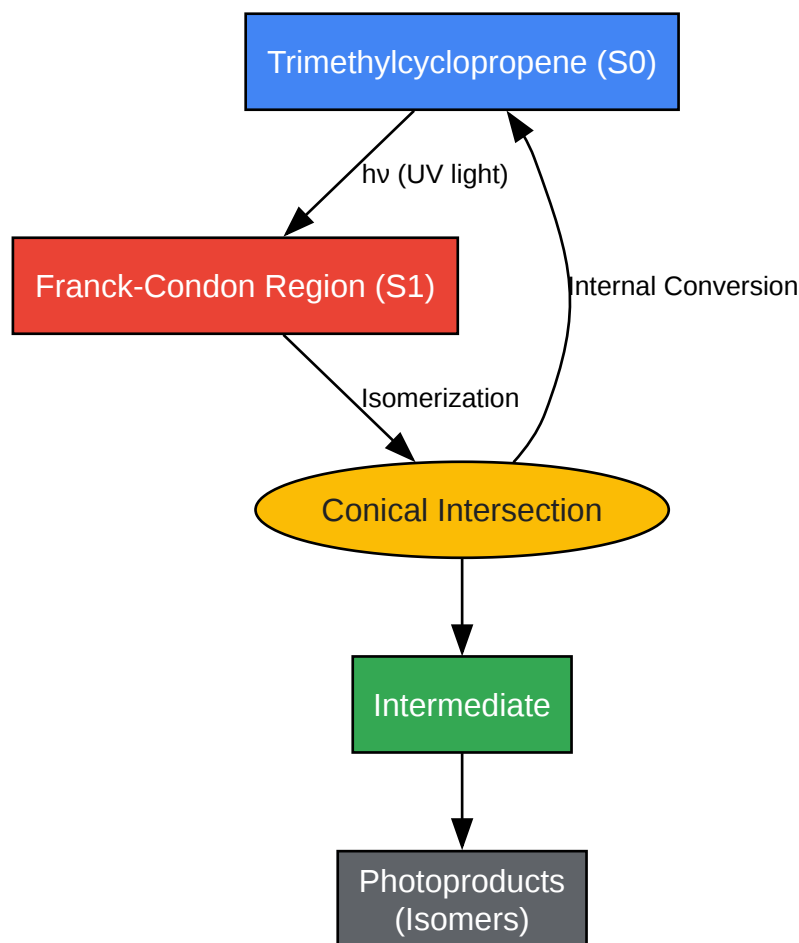 Trimethylcyclopropene (S0)
hν (UV light)
Franck-Condon Region (S1)
Internal Conversion
Isomerization
Conical Intersection
Intermediate
Photoproducts
(Isomers)